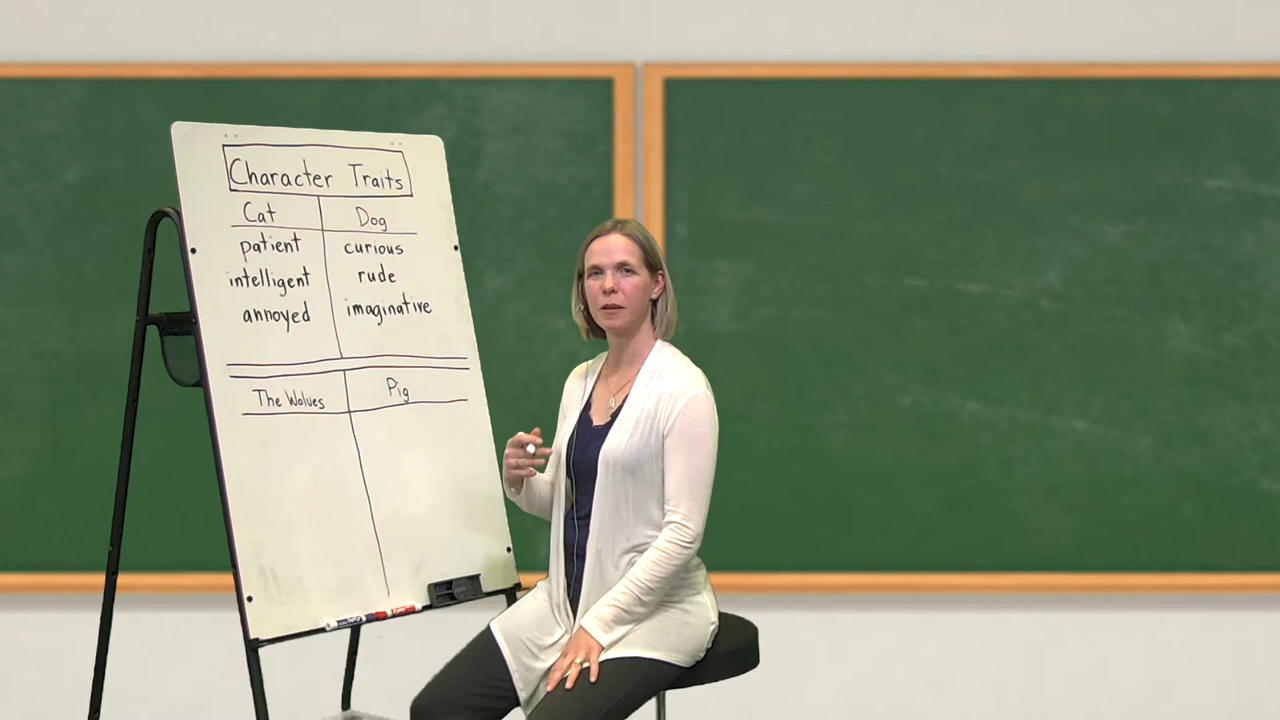 Character Traits
Cat Dog
patient curious
intelligent rude
annoyed imaginative
The Wolves Pig